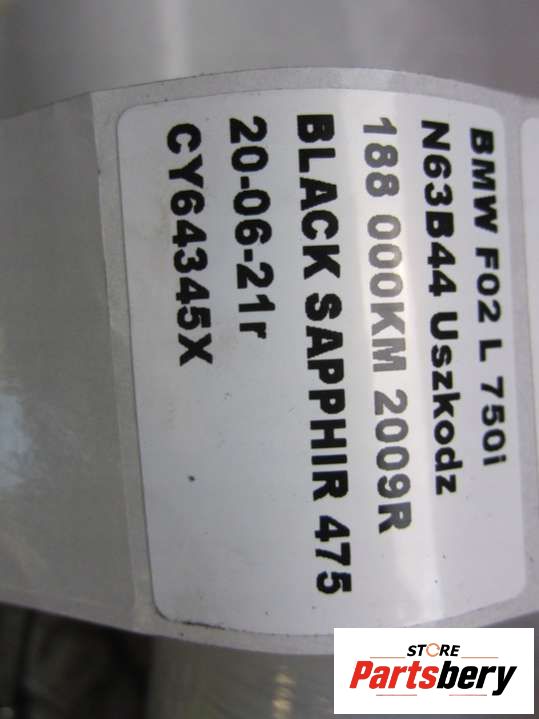 BMW F02 L 750i
N63B44 Uszkodz
188 000KM 2009R
BLACK SAPPHIR 475
20-06-21r
CY64345X
STORE
Partsbery